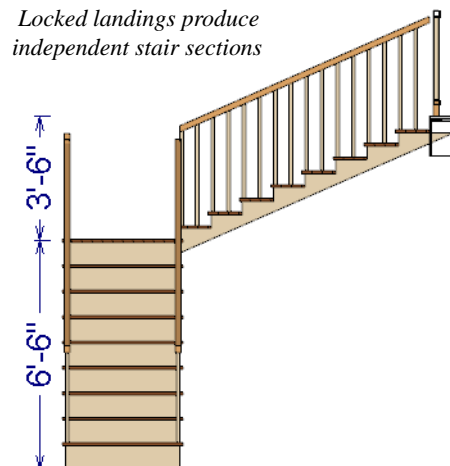 Locked landings produce
independent stair sections
3'-6"
6'-6"